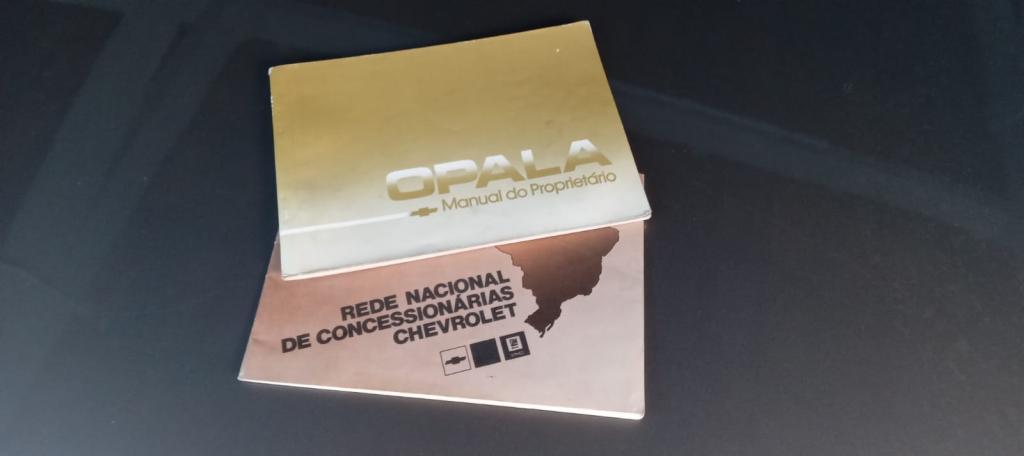 OPALA
Manual do Proprietário
REDE NACIONAL
DE CONCESSIONÁRIAS
CHEVROLET